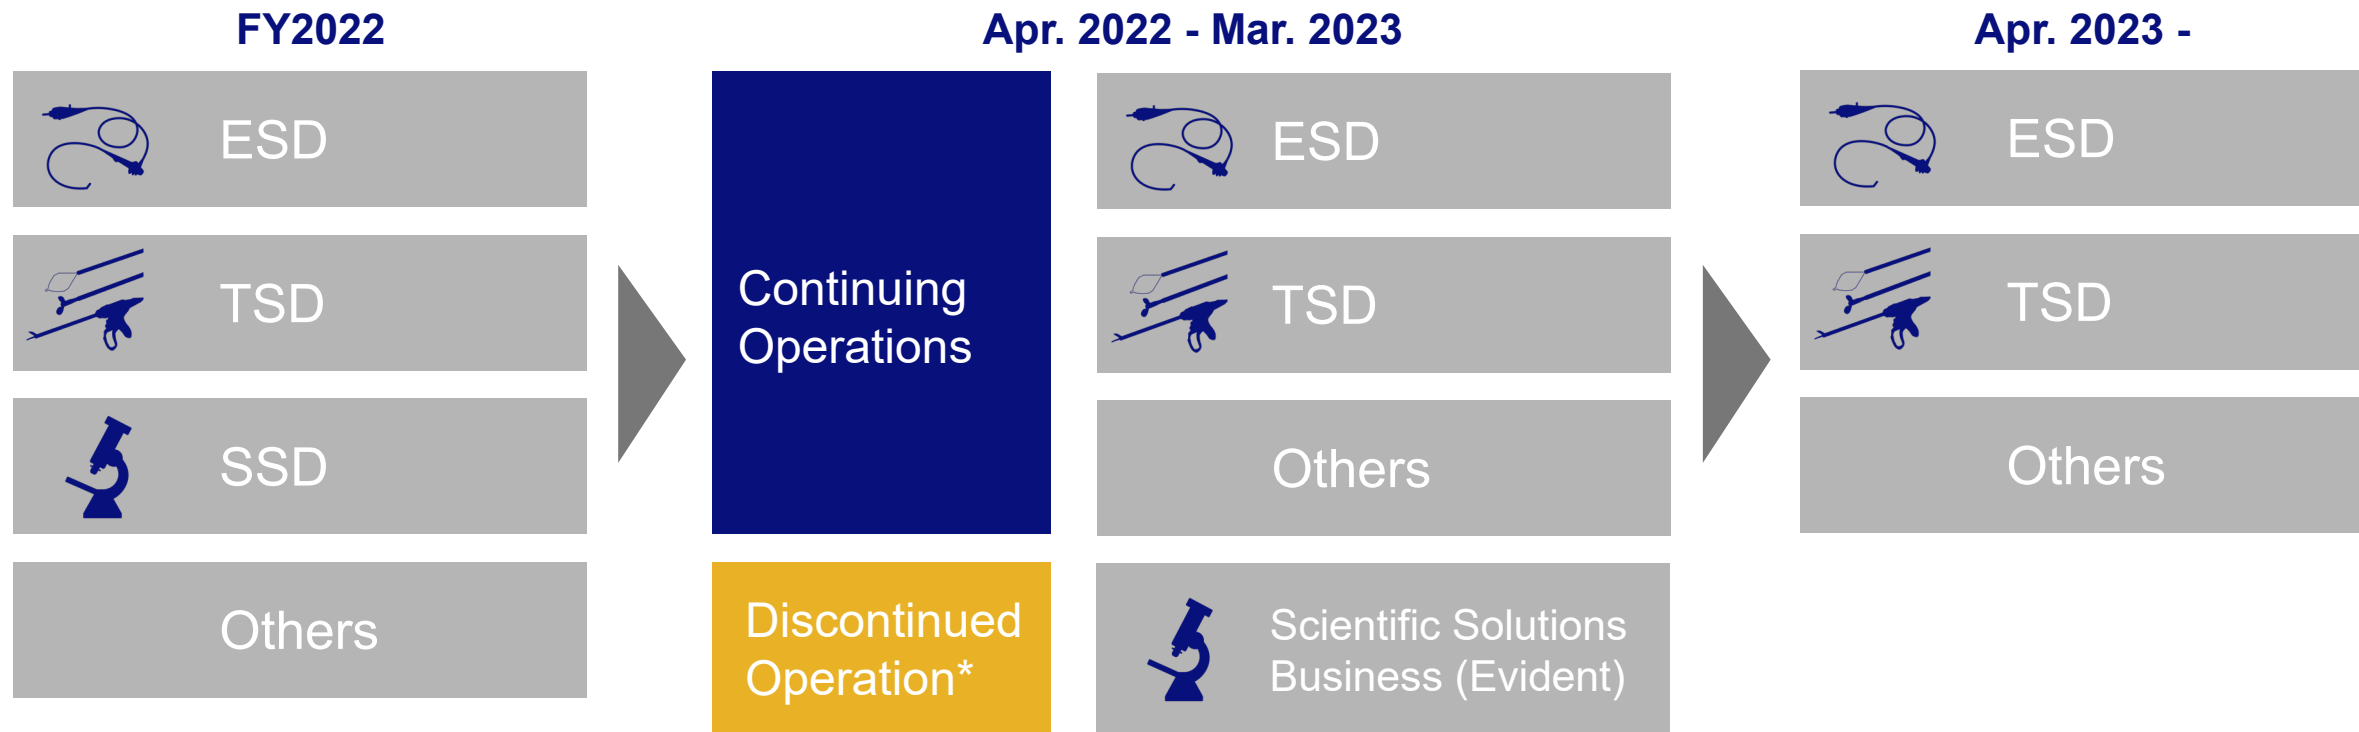 FY2022
ESD
TSD
SSD
Others
Apr. 2022 - Mar. 2023
Continuing
Operations
ESD
TSD
Others
Discontinued
Operation*
Scientific Solutions
Business (Evident)
Apr. 2023 -
ESD
TSD
Others